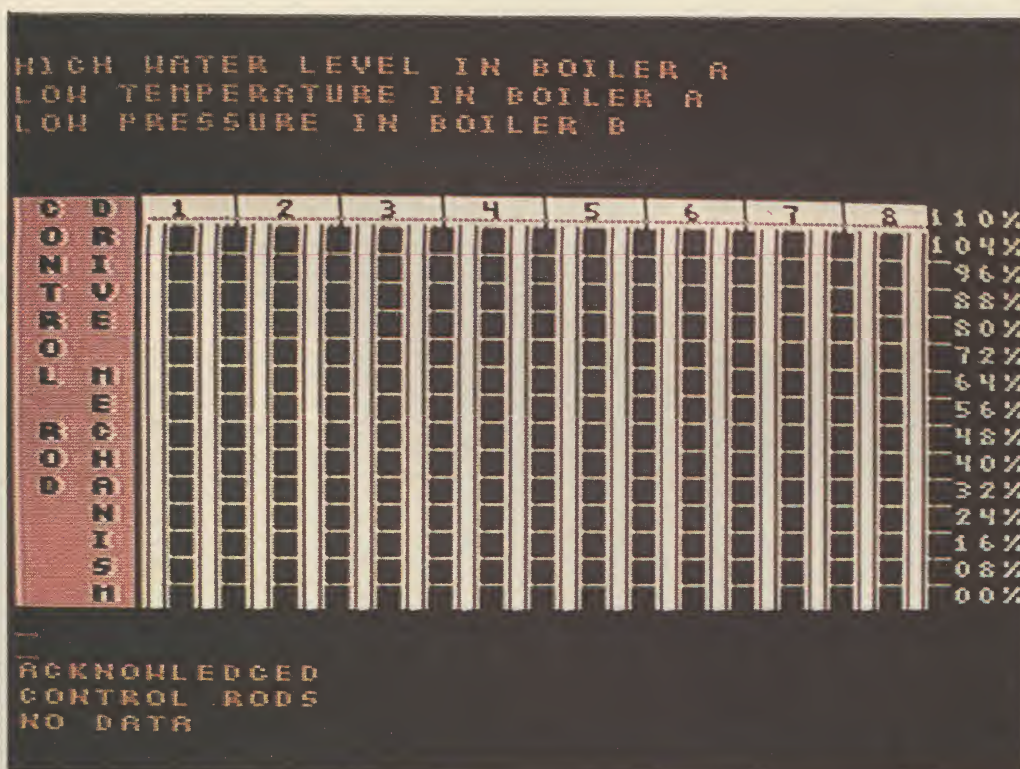 HIGH WATER LEVEL IN BOILER A
LOW TEMPERATURE IN BOILER A
LOW PRESSURE IN BOILER B
CONTROL ROD
DRIVE MECHANISM
1 2 3 4 5 6 7 8
110%
104%
96%
88%
80%
72%
64%
56%
48%
40%
32%
24%
16%
08%
00%
ACKNOWLEDGED
CONTROL RODS
NO DATA